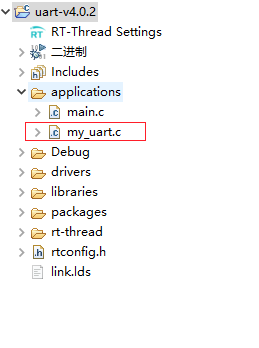 uart-v4.0.2
RT-Thread Settings
二进制
Includes
applications
main.c
my_uart.c
Debug
drivers
libraries
packages
rt-thread
rtconfig.h
link.lds